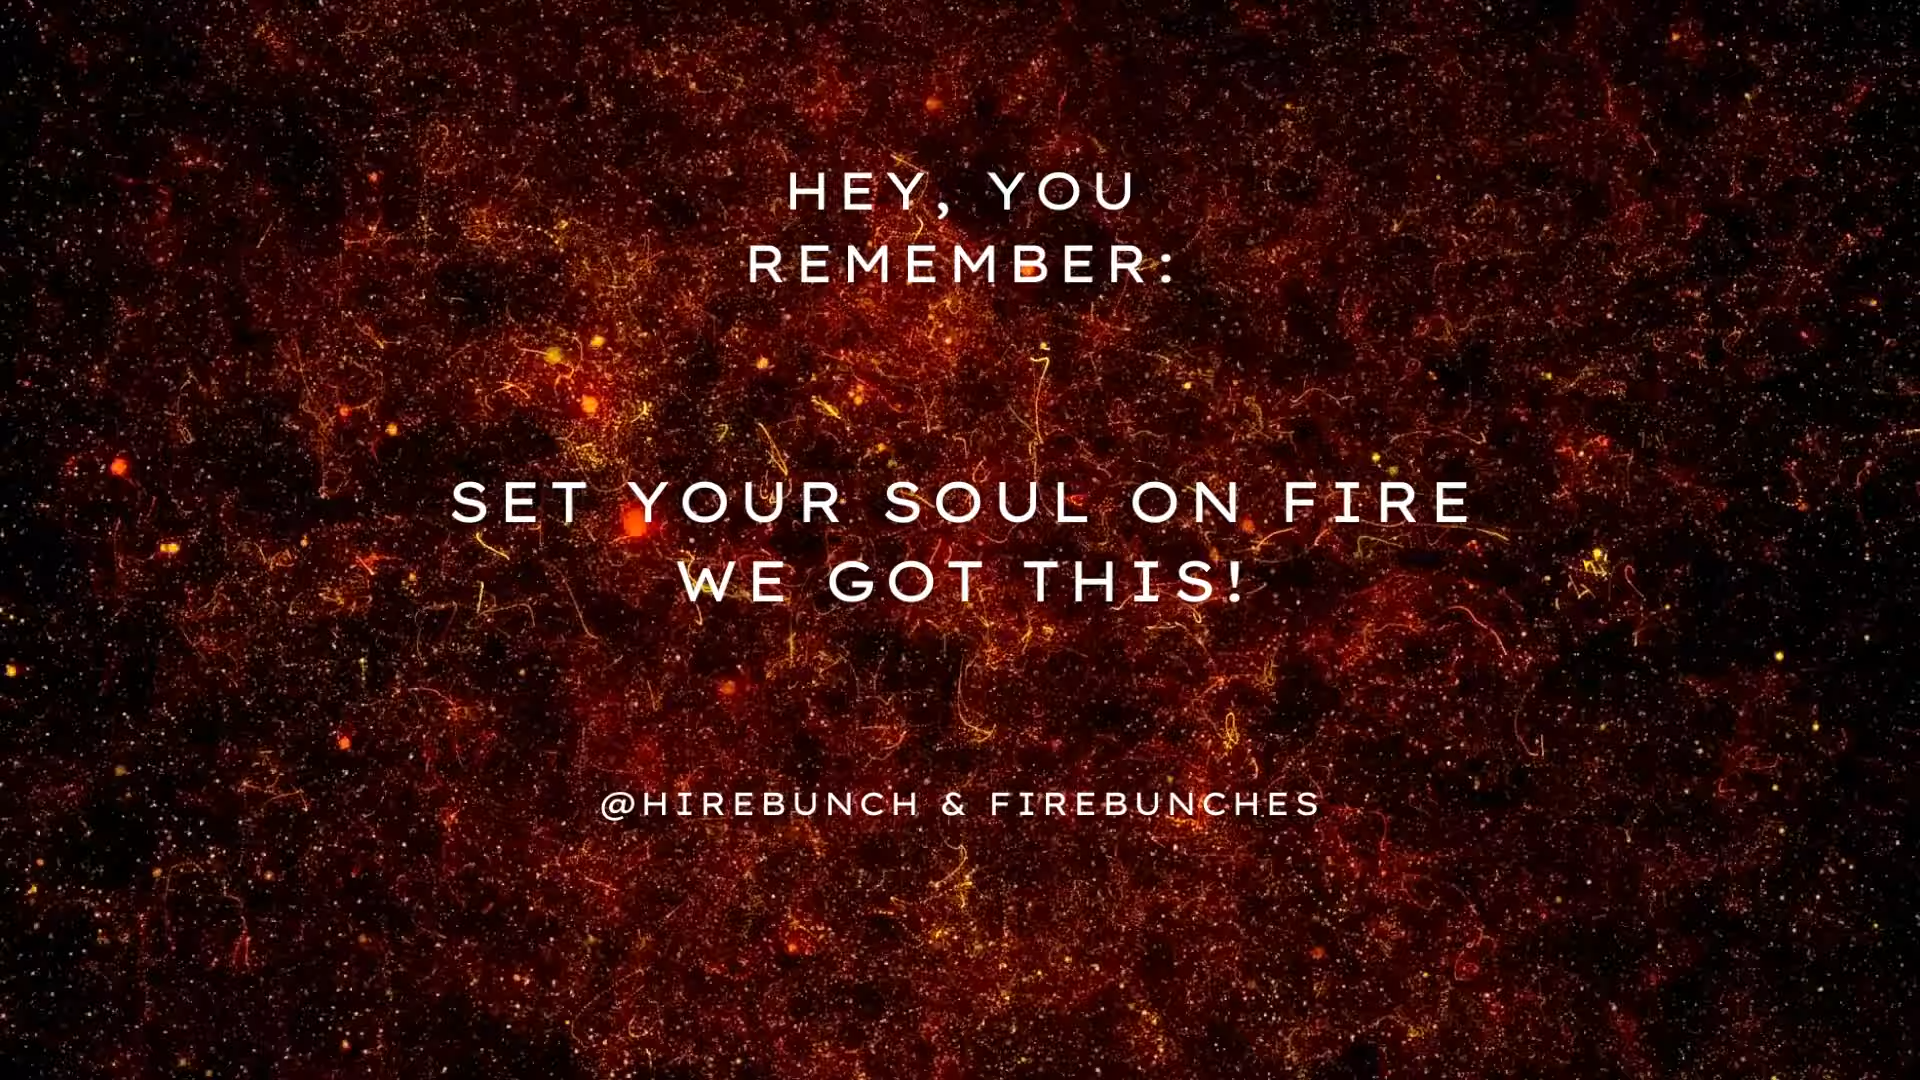 HEY, YOU
REMEMBER:
SET YOUR SOUL ON FIRE
WE GOT THIS!
@HIREBUNCH & FIREBUNCHES